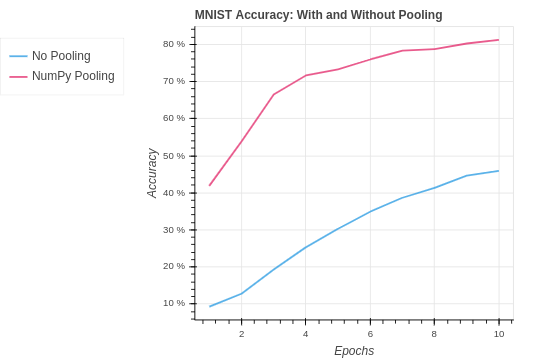 MNIST Accuracy: With and Without Pooling
No Pooling
NumPy Pooling
80 %
70 %
60 %
50 %
40 %
30 %
20 %
10 %
Accuracy
2 4 6 8 10
Epochs